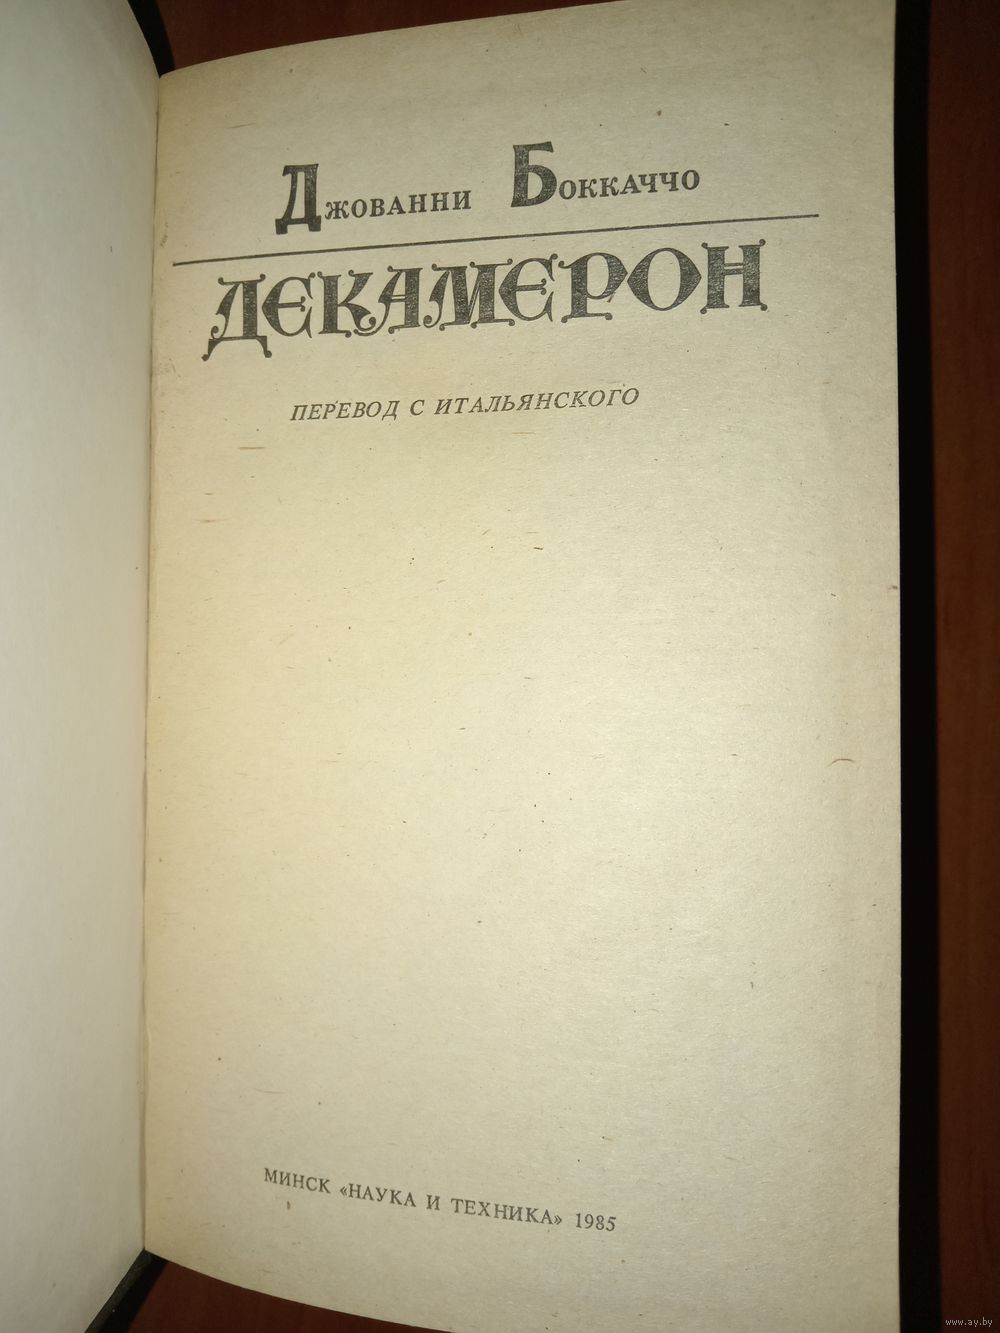 Джованни Боккаччо
ДЕКАМЕРОН
ПЕРЕВОД С ИТАЛЬЯНСКОГО
МИНСК «НАУКА И ТЕХНИКА» 1985
www.ay.by